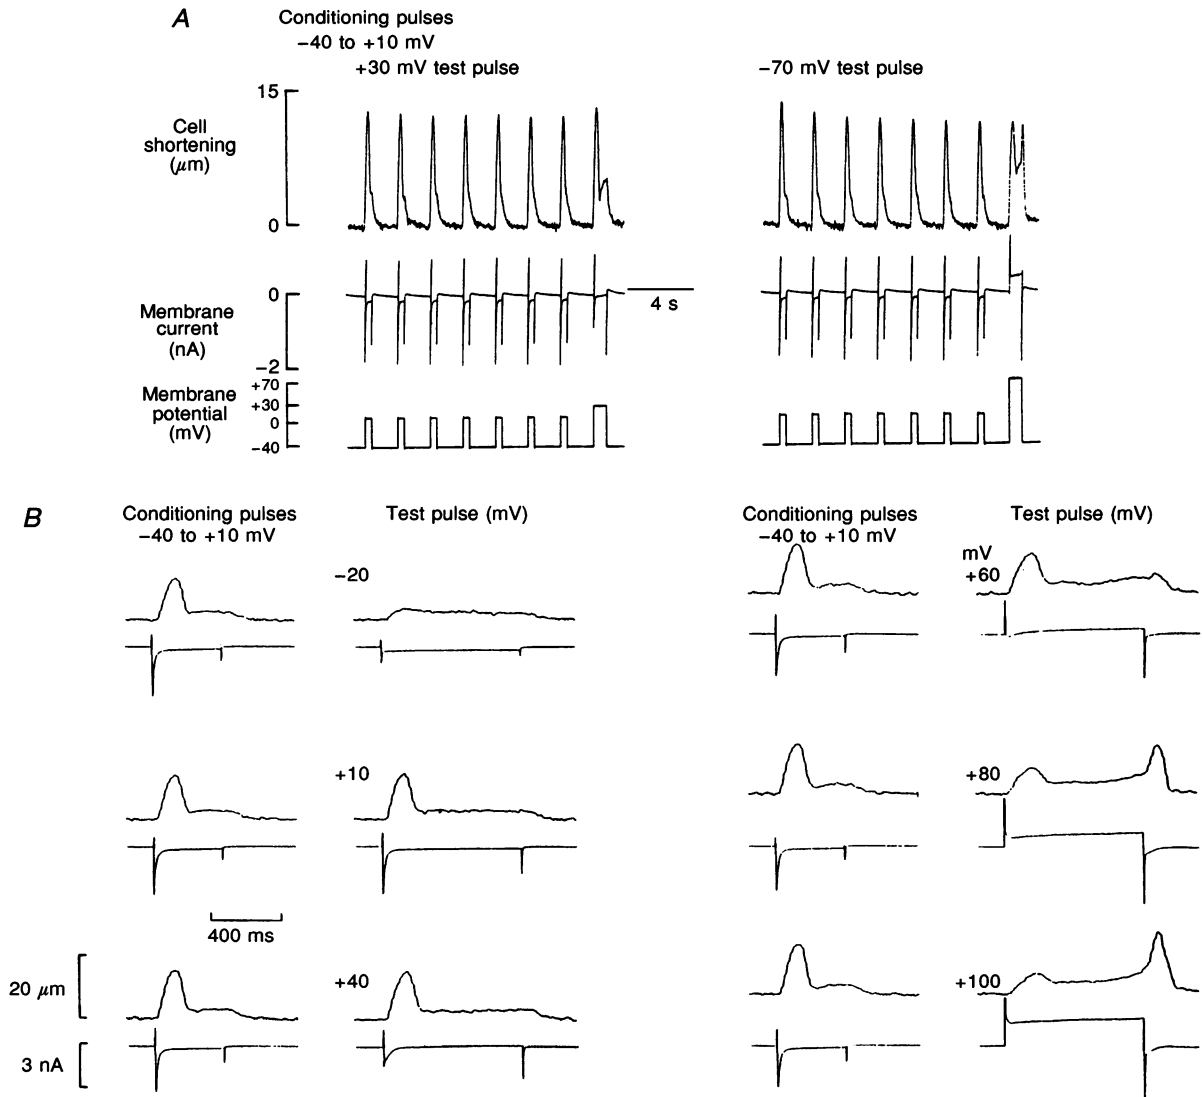 A
Conditioning pulses
−40 to +10 mV
+30 mV test pulse
−70 mV test pulse
15
Cell
shortening
(μm)
0
0
4 s
Membrane
current
(nA)
−2
Membrane
potential
(mV)
+70
+30
0
−40
B
Conditioning pulses
−40 to +10 mV
Test pulse (mV)
Conditioning pulses
−40 to +10 mV
Test pulse (mV)
−20
mV
+60
+10
+80
400 ms
20 μm
+40
+100
3 nA